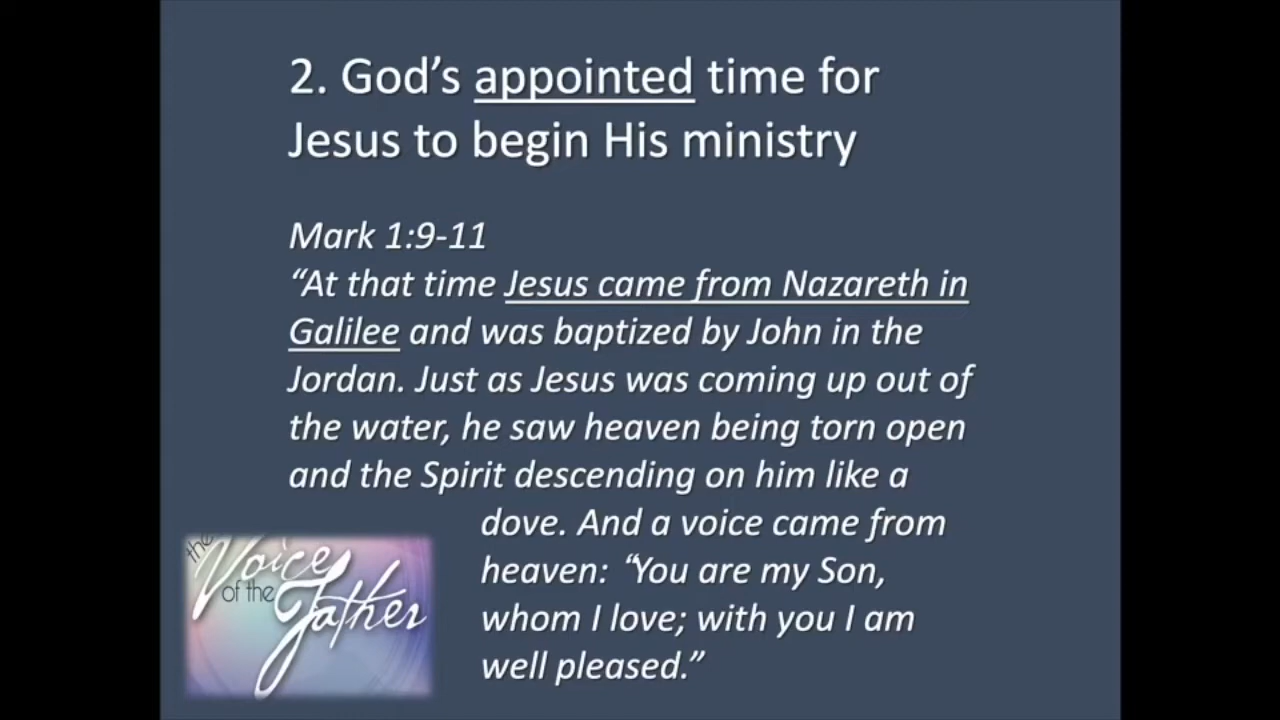 2. God’s appointed time for
Jesus to begin His ministry
Mark 1:9-11
“At that time Jesus came from Nazareth in
Galilee and was baptized by John in the
Jordan. Just as Jesus was coming up out of
the water, he saw heaven being torn open
and the Spirit descending on him like a
dove. And a voice came from
heaven: “You are my Son,
whom I love; with you I am
well pleased.”
the Voice
of the Father